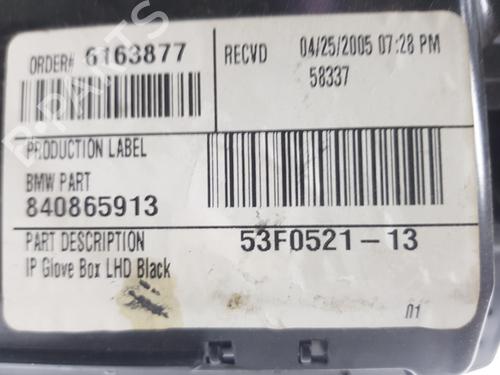 ORDER# 6163877
RECVD 04/25/2005 07:28 PM
58337
PRODUCTION LABEL
BMW PART
840865913
PART DESCRIPTION
53F0521-13
IP Glove Box LHD Black
01
B-PARTS